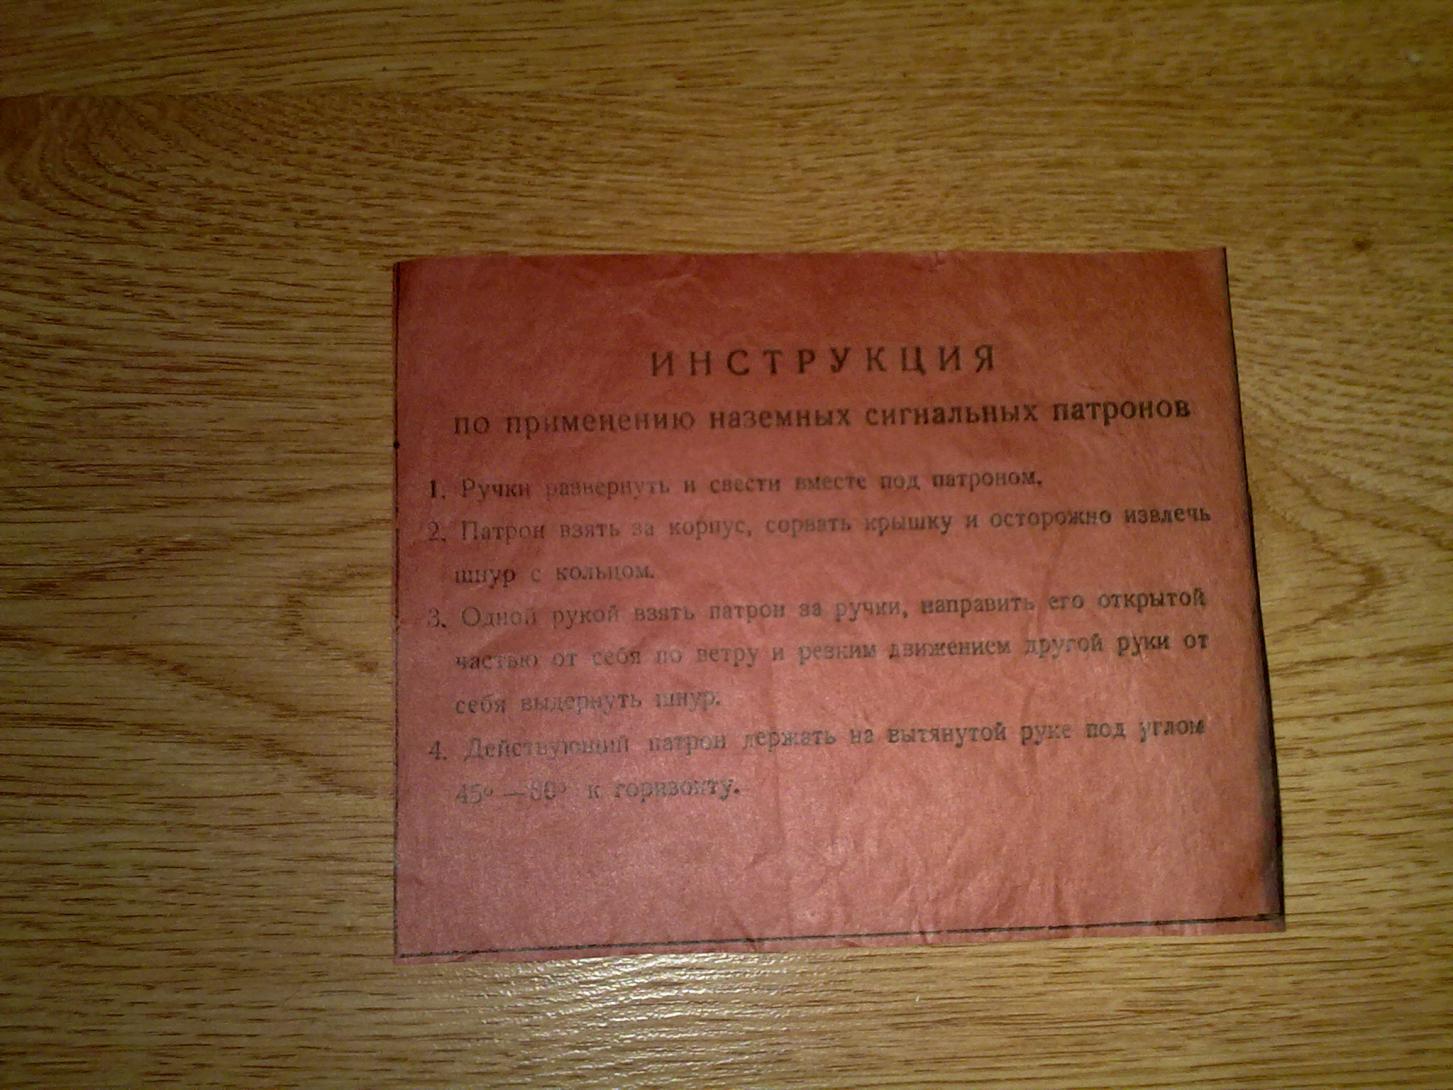 ИНСТРУКЦИЯ
по применению наземных сигнальных патронов
1. Ручки развернуть и свести вместе под патроном.
2. Патрон взять за корпус, сорвать крышку и осторожно извлечь
шнур с кольцом.
3. Одной рукой взять патрон за ручки, направить его открытой
частью от себя по ветру и резким движением другой руки от
себя выдернуть шнур.
4. Действующий патрон держать на вытянутой руке под углом
45°— к горизонту.